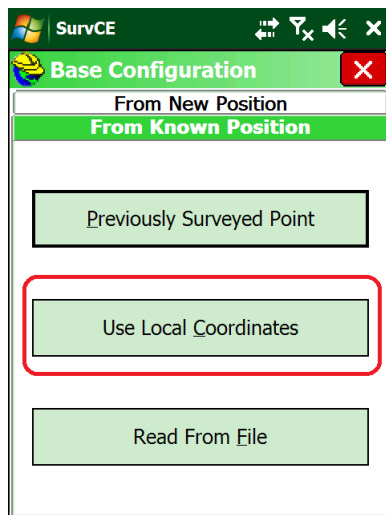 SurvCE
Base Configuration
From New Position
From Known Position
Previously Surveyed Point
Use Local Coordinates
Read From File